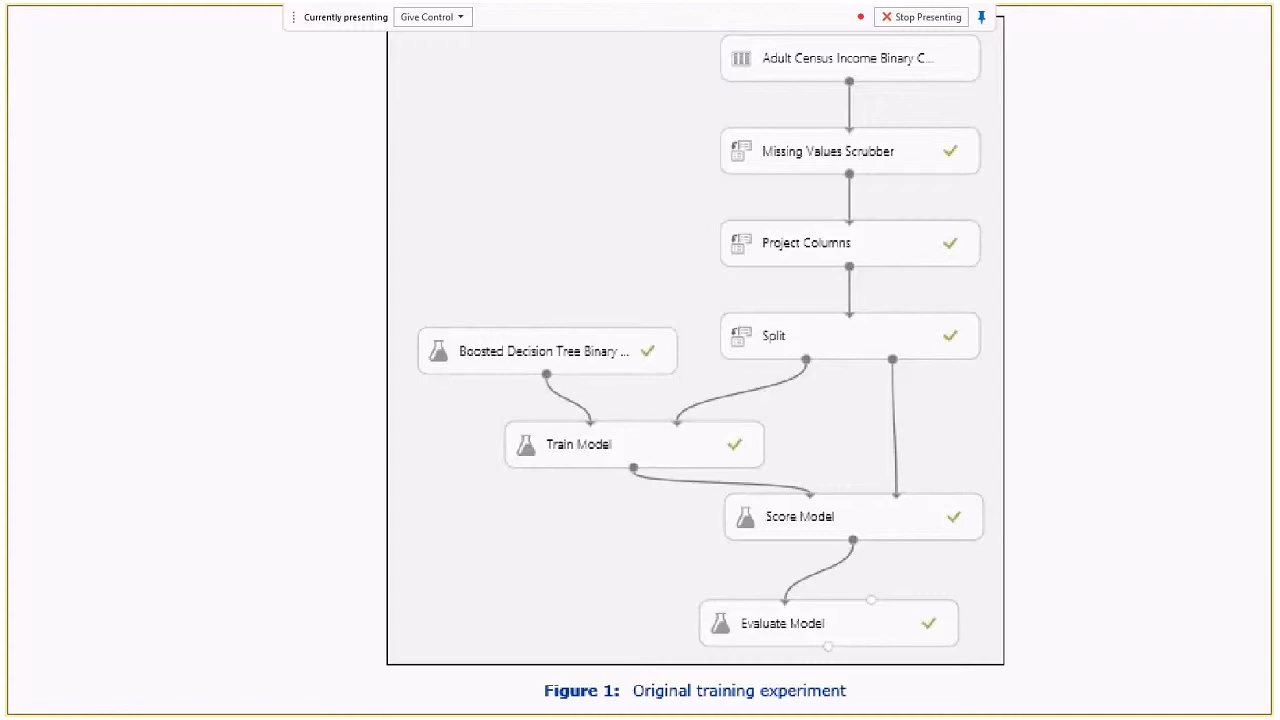 Currently presenting
Give Control
Stop Presenting
Adult Census Income Binary C...
Missing Values Scrubber
Project Columns
Split
Boosted Decision Tree Binary ...
Train Model
Score Model
Evaluate Model
Figure 1: Original training experiment